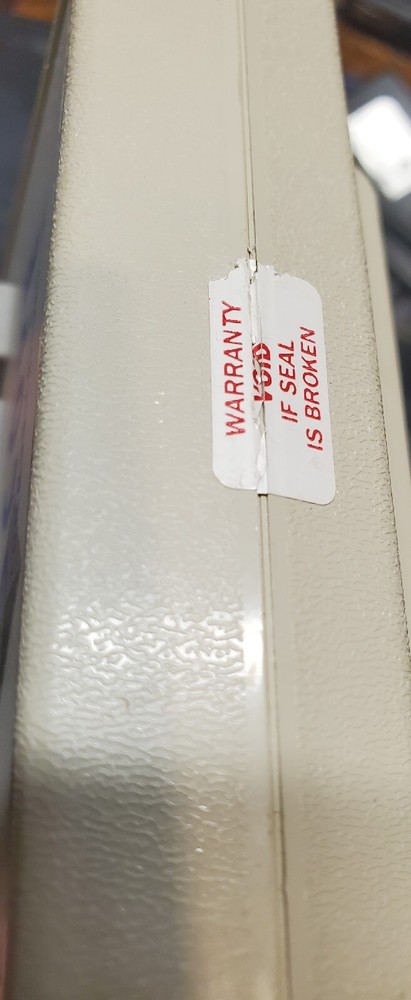 WARRANTY
VOID
IF SEAL
IS BROKEN